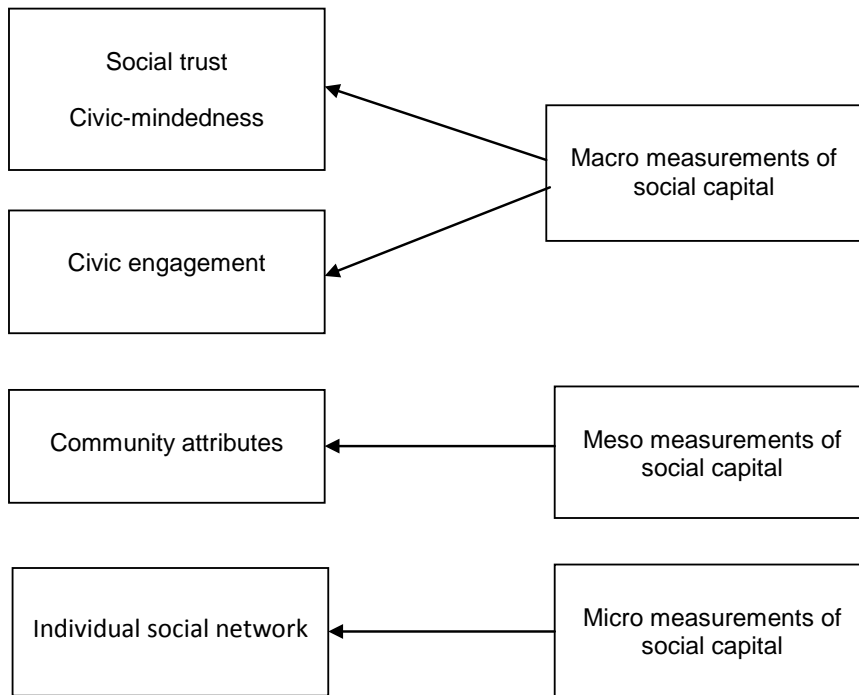 Social trust
Civic-mindedness
Macro measurements of
social capital
Civic engagement
Community attributes
Meso measurements of
social capital
Individual social network
Micro measurements of
social capital